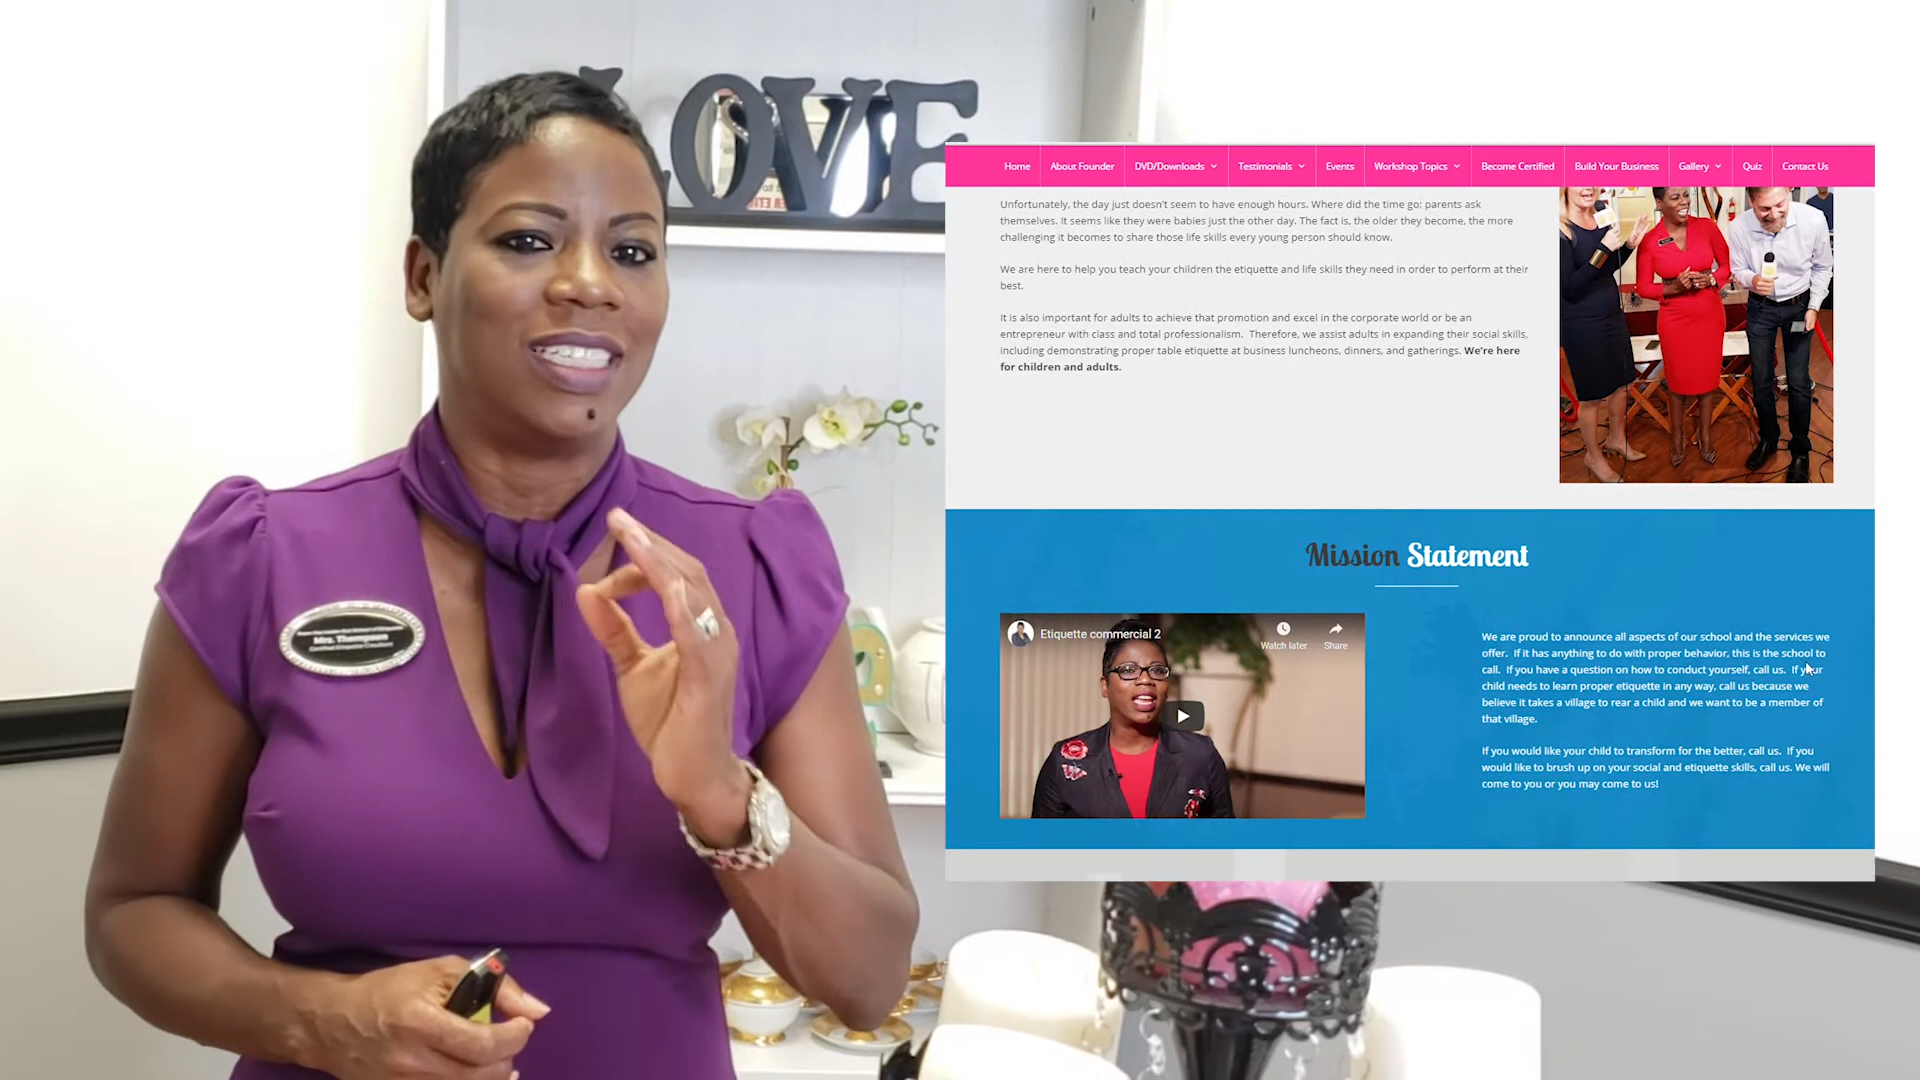 LOVE
Mrs. Thompson
Home About Founder DVD/Downloads Testimonials Events Workshop Topics Become Certified Build Your Business Gallery Quiz Contact Us
Unfortunately, the day just doesn't seem to have enough hours. Where did the time go; parents ask
themselves. It seems like they were babies just the other day. The fact is, the older they become, the more
challenging it becomes to share those life skills every young person should know.
We are here to help you teach your children the etiquette and life skills they need in order to perform at their
best.
It is also important for adults to achieve that promotion and excel in the corporate world or be an
entrepreneur with class and total professionalism. Therefore, we assist adults in expanding their social skills,
including demonstrating proper table etiquette at business luncheons, dinners, and gatherings. We're here
for children and adults.
Mission Statement
Etiquette commercial 2
Watch later Share
We are proud to announce all aspects of our school and the services we
offer. If it has anything to do with proper behavior, this is the school to
call. If you have a question on how to conduct yourself, call us. If your
child needs to learn proper etiquette in any way, call us because we
believe it takes a village to rear a child and we want to be a member of
that village.
If you would like your child to transform for the better, call us. If you
would like to brush up on your social and etiquette skills, call us. We will
come to you or you may come to us!